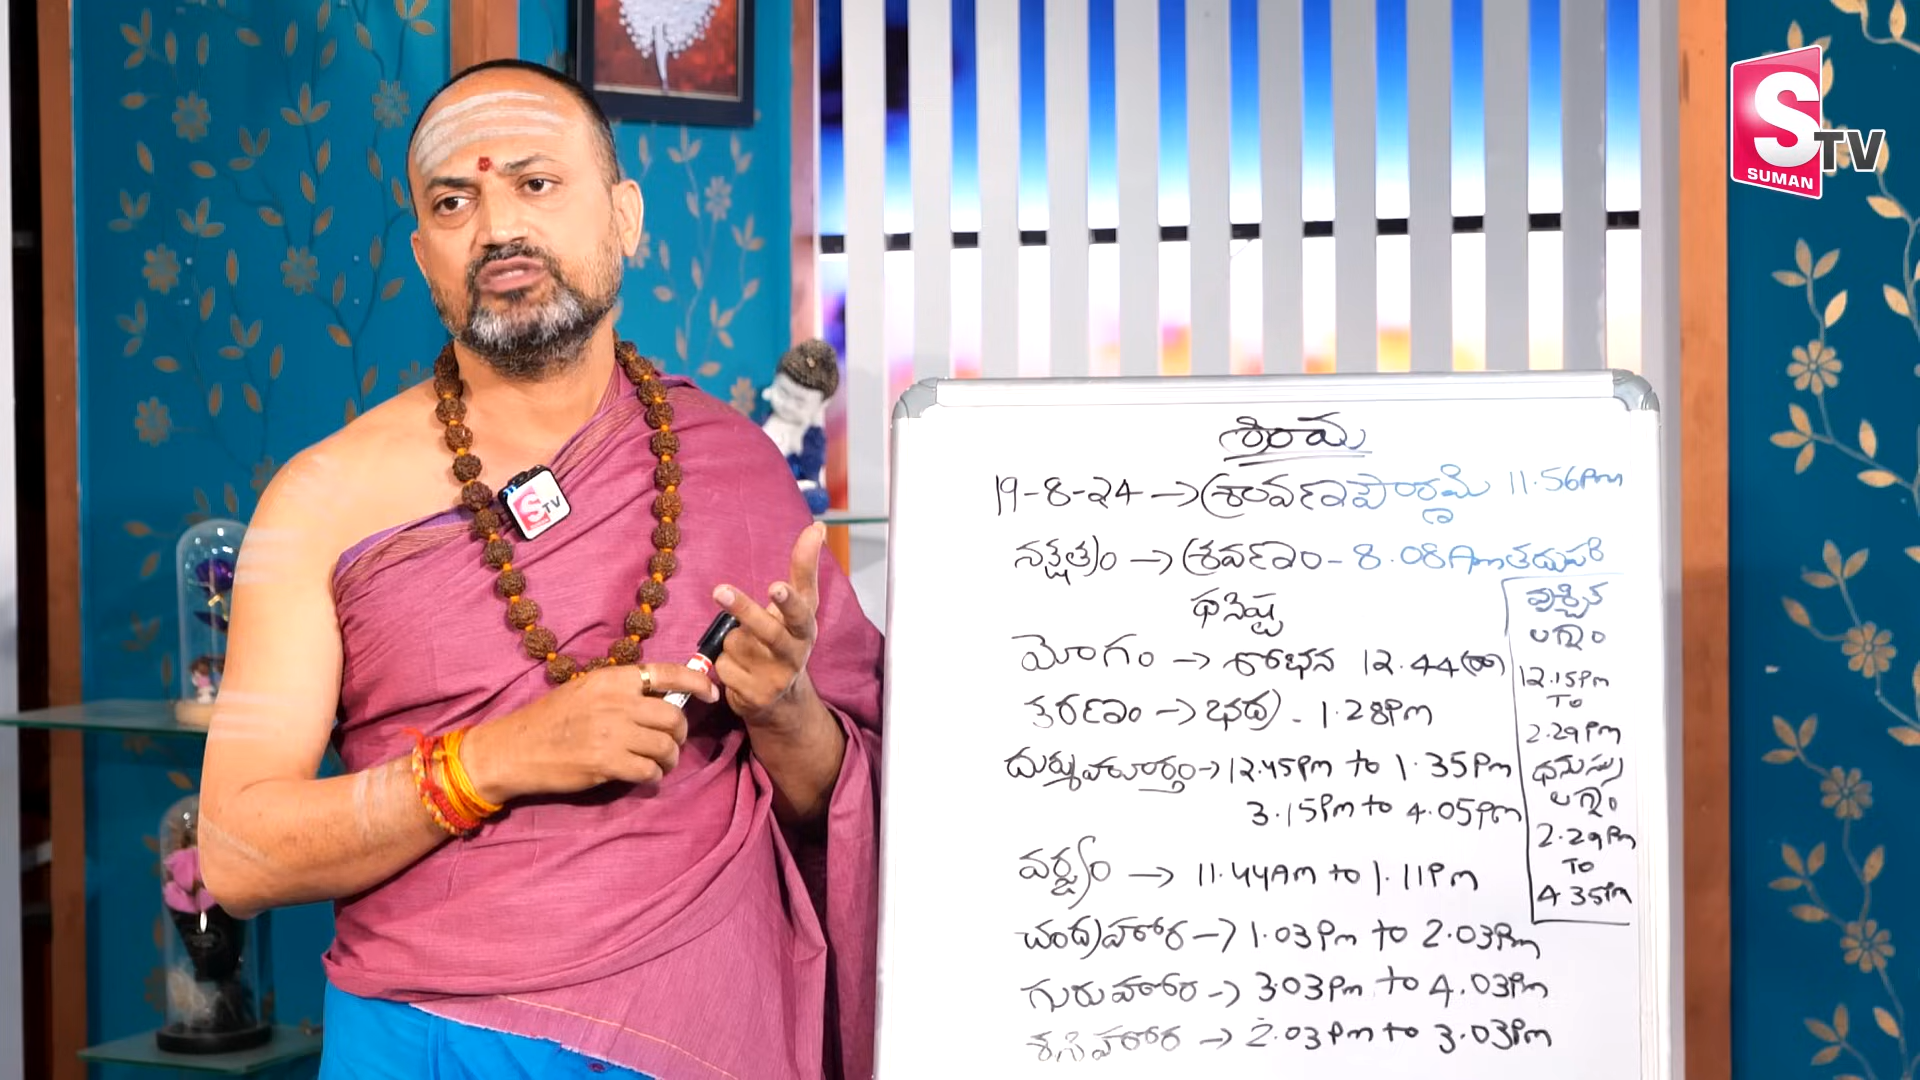 S
TV
SUMAN
S TV
శ్రీరామ
19-8-24 → శ్రావణపౌర్ణమి 11.56Pm
నక్షత్రం → శ్రవణం - 8.08Am తదుపరి
ధనిష్ట
యోగం → శోభన 12.44(రా)
కరణం → భద్ర - 1.28Pm
దుర్ముహూర్తం → 12.45Pm to 1.35Pm
3.15Pm to 4.05Pm
వర్జ్యం → 11.44Am to 1.11Pm
చంద్రహోర → 1.03Pm to 2.03Pm
గురుహోర → 3.03Pm to 4.03Pm
శనిహోర → 2.03Pm to 3.03Pm
వృశ్చిక
లగ్నం
12.15Pm
To
2.29Pm
ధనుస్సు
లగ్నం
2.29Pm
To
4.35Pm